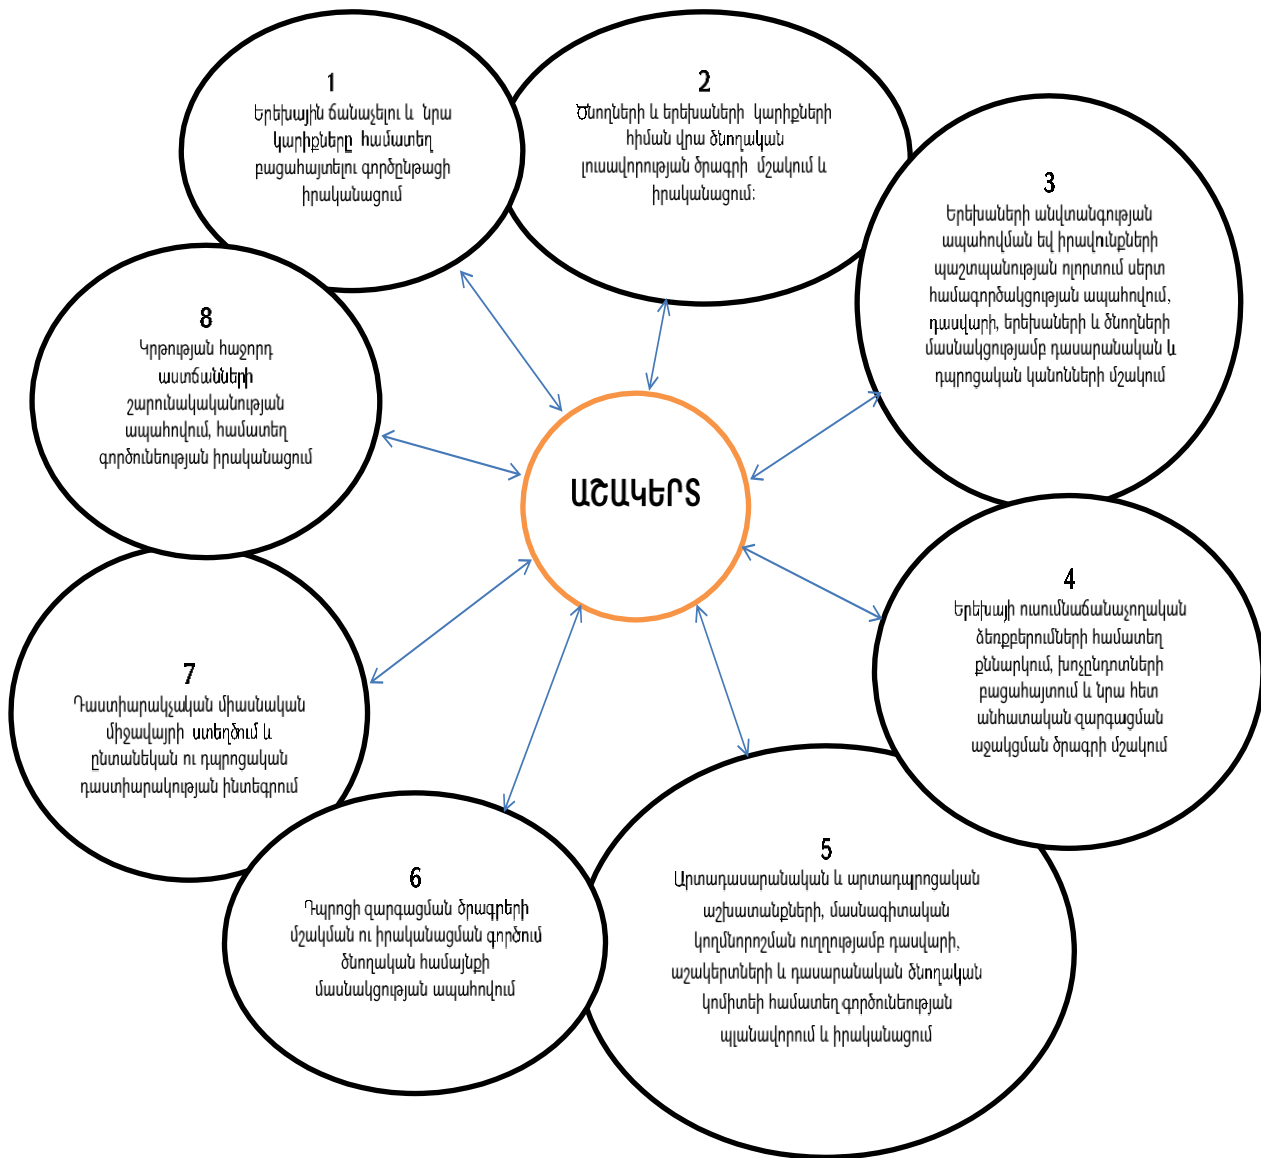 1
Երեխային ճանաչելու և նրա
կարիքները համատեղ
բացահայտելու գործընթացի
իրականացում
2
Ծնողների և երեխաների կարիքների
հիման վրա ծնողական
լուսավորության ծրագրի մշակում և
իրականացում:
3
Երեխաների անվտանգության
ապահովման եվ իրավունքների
պաշտպանության ոլորտում սերտ
համագործակցության ապահովում,
դասվարի, երեխաների և ծնողների
մասնակցությամբ դասարանական և
դպրոցական կանոնների մշակում
4
Երեխայի ուսումնաճանաչողական
ձեռքբերումների համատեղ
քննարկում, խոչընդոտների
բացահայտում և նրա հետ
անհատական զարգացման
աջակցման ծրագրի մշակում
5
Արտադասարանական և արտադպրոցական
աշխատանքների, մասնագիտական
կողմնորոշման ուղղությամբ դասվարի,
աշակերտների և դասարանական ծնողական
կոմիտեի համատեղ գործունեության
պլանավորում և իրականացում
6
Դպրոցի զարգացման ծրագրերի
մշակման ու իրականացման գործում
ծնողական համայնքի
մասնակցության ապահովում
7
Դաստիարակչական միասնական
միջավայրի ստեղծում և
ընտանեկան ու դպրոցական
դաստիարակության ինտեգրում
8
Կրթության հաջորդ
աստճանների
շարունակականության
ապահովում, համատեղ
գործունեության իրականացում
ԱՇԱԿԵՐՏ